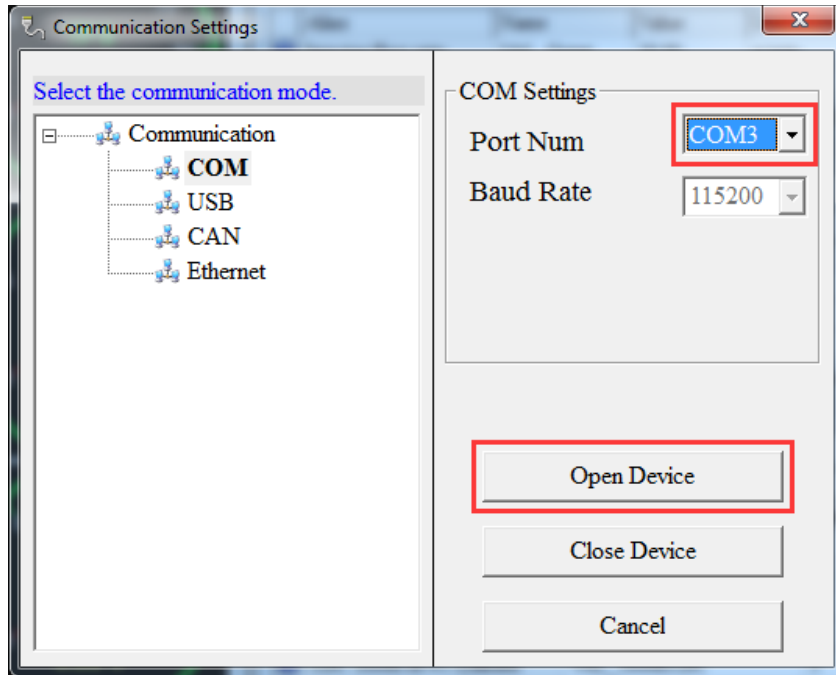 Communication Settings
Select the communication mode.
Communication
COM
USB
CAN
Ethernet
COM Settings
Port Num
COM3
Baud Rate
115200
Open Device
Close Device
Cancel